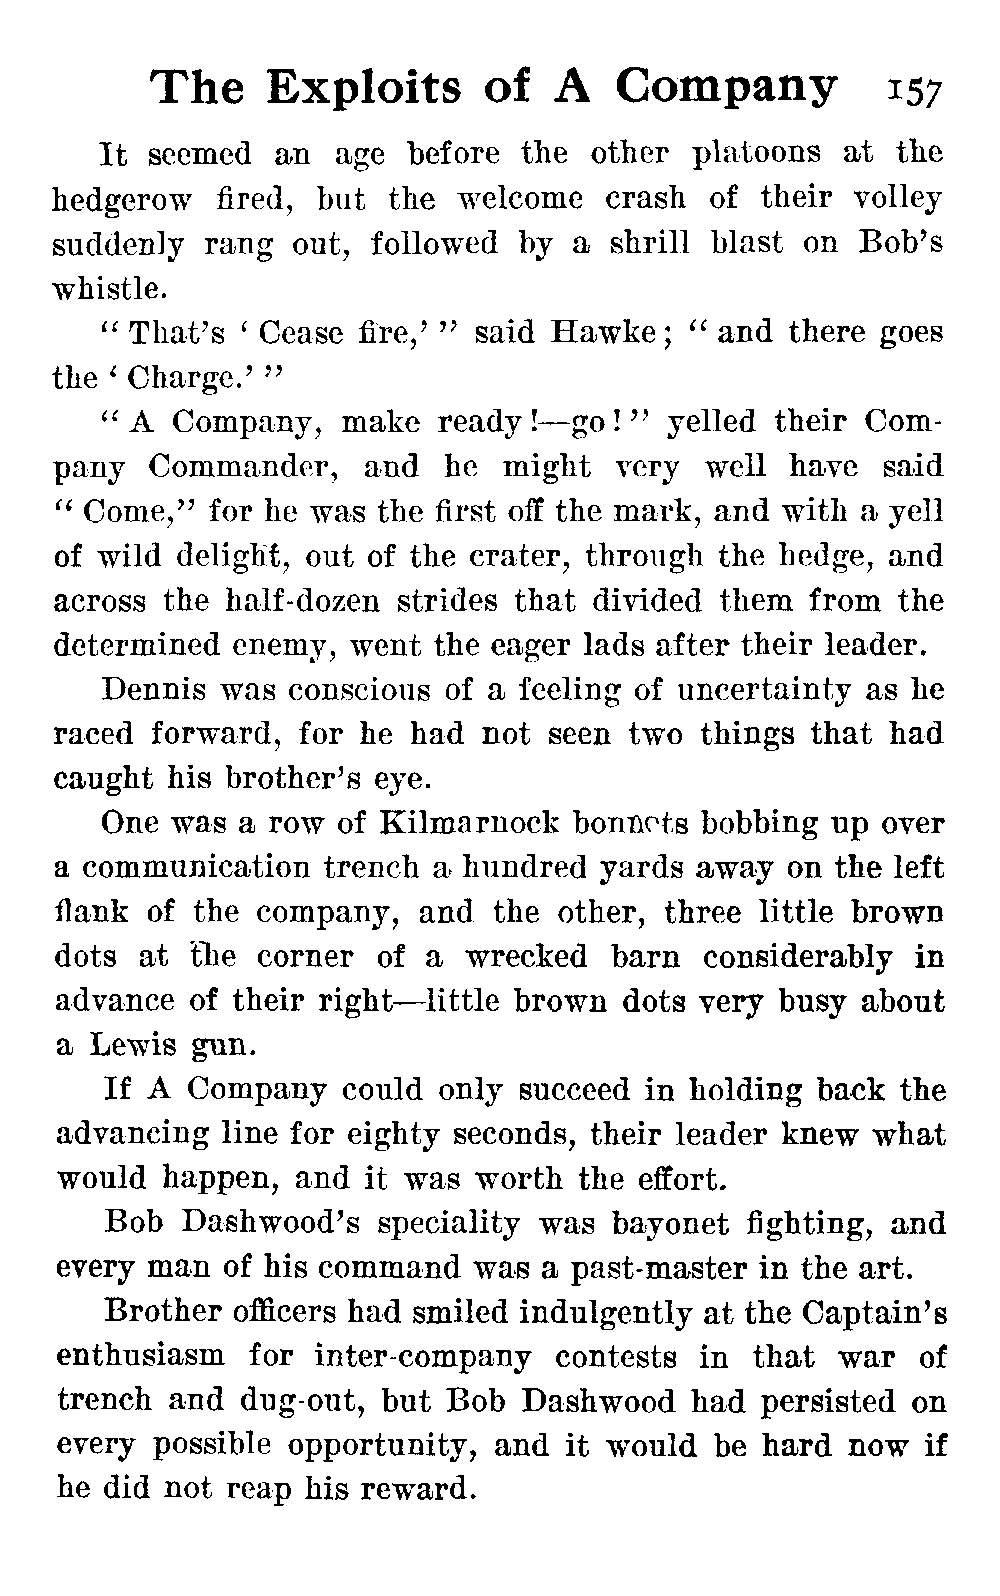 The Exploits of A Company 157
It seemed an age before the other platoons at the
hedgerow fired, but the welcome crash of their volley
suddenly rang out, followed by a shrill blast on Bob's
whistle.
" That's ‘ Cease fire,' " said Hawke; " and there goes
the ‘ Charge.' "
" A Company, make ready!—go!" yelled their Com-
pany Commander, and he might very well have said
" Come," for he was the first off the mark, and with a yell
of wild delight, out of the crater, through the hedge, and
across the half-dozen strides that divided them from the
determined enemy, went the eager lads after their leader.
Dennis was conscious of a feeling of uncertainty as he
raced forward, for he had not seen two things that had
caught his brother's eye.
One was a row of Kilmarnock bonnets bobbing up over
a communication trench a hundred yards away on the left
flank of the company, and the other, three little brown
dots at the corner of a wrecked barn considerably in
advance of their right—little brown dots very busy about
a Lewis gun.
If A Company could only succeed in holding back the
advancing line for eighty seconds, their leader knew what
would happen, and it was worth the effort.
Bob Dashwood's speciality was bayonet fighting, and
every man of his command was a past-master in the art.
Brother officers had smiled indulgently at the Captain's
enthusiasm for inter-company contests in that war of
trench and dug-out, but Bob Dashwood had persisted on
every possible opportunity, and it would be hard now if
he did not reap his reward.